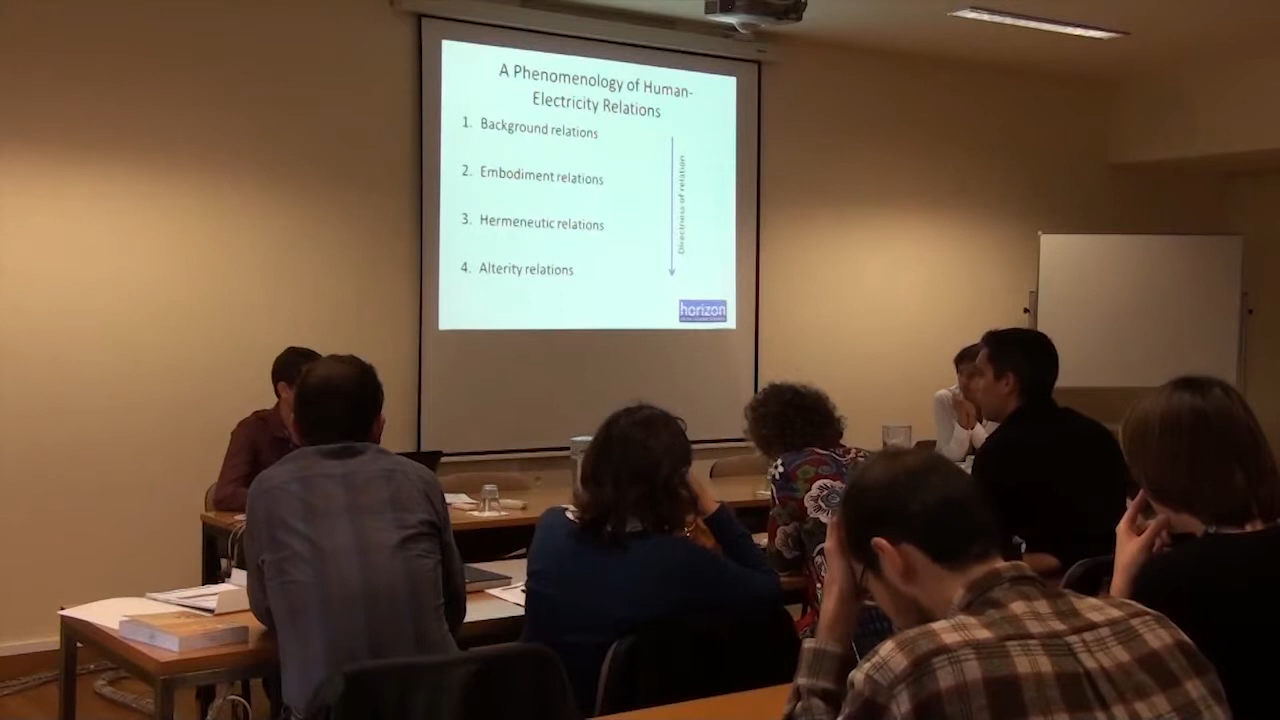 A Phenomenology of Human-
Electricity Relations
1. Background relations
2. Embodiment relations
3. Hermeneutic relations
4. Alterity relations
Directness of relation
horizon